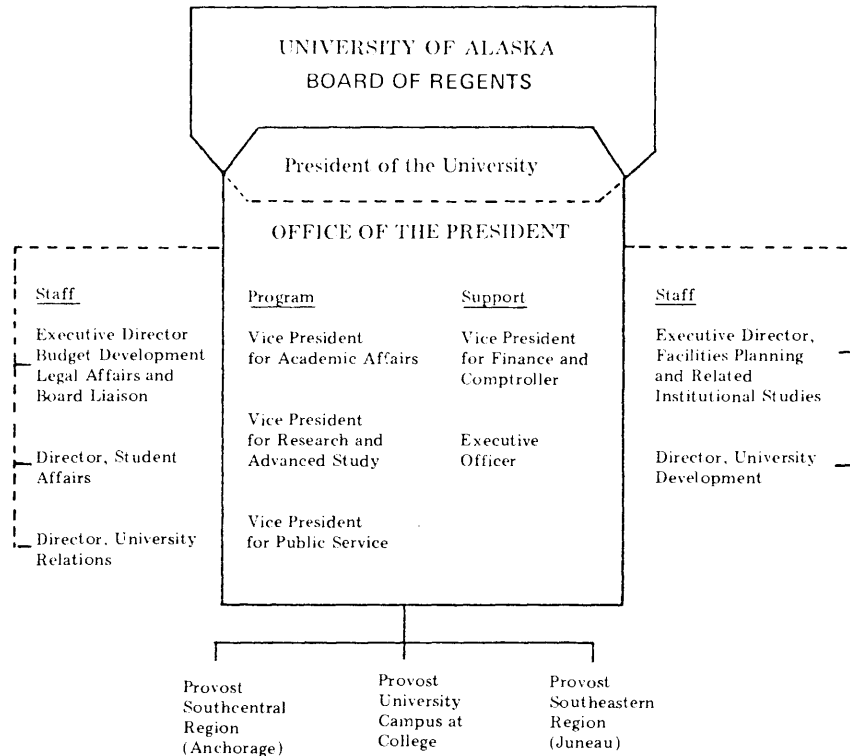 UNIVERSITY OF ALASKA
BOARD OF REGENTS
President of the University
OFFICE OF THE PRESIDENT
Staff
Executive Director
Budget Development
Legal Affairs and
Board Liaison
Director, Student
Affairs
Director, University
Relations
Program
Vice President
for Academic Affairs
Vice President
for Research and
Advanced Study
Vice President
for Public Service
Support
Vice President
for Finance and
Comptroller
Executive
Officer
Staff
Executive Director,
Facilities Planning
and Related
Institutional Studies
Director, University
Development
Provost
Southcentral
Region
(Anchorage)
Provost
University
Campus at
College
Provost
Southeastern
Region
(Juneau)